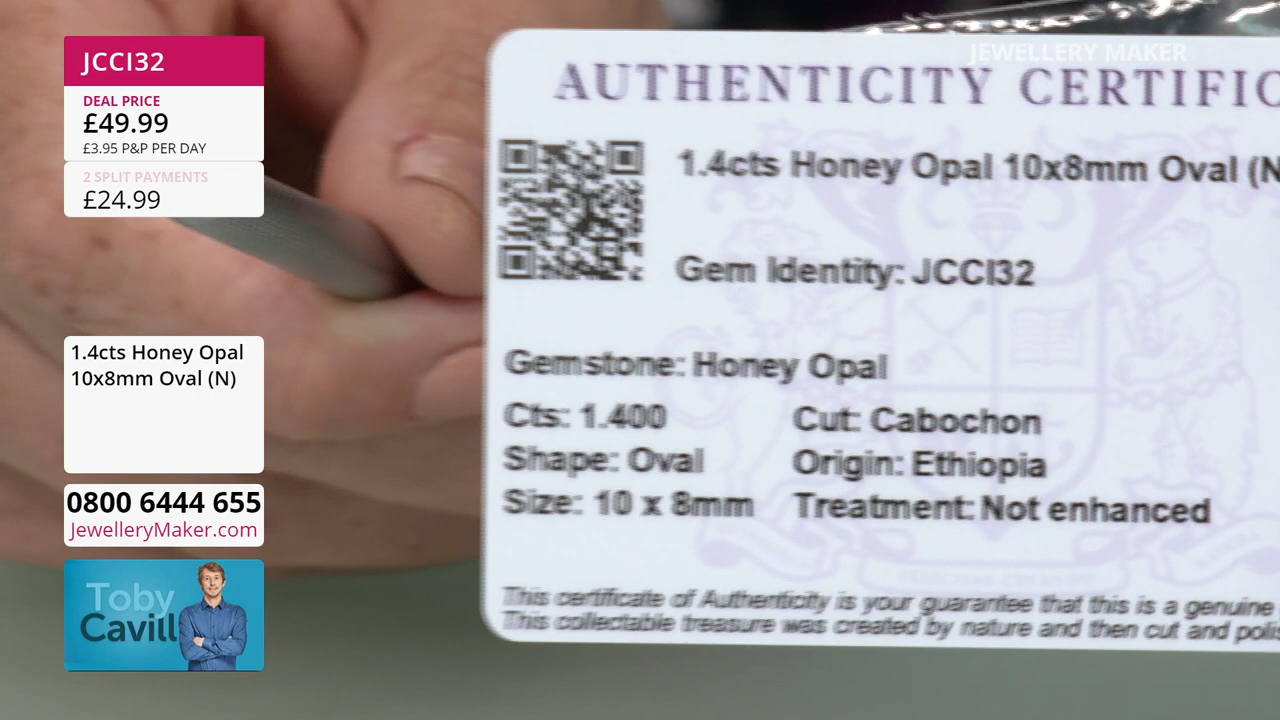 JCCI32
DEAL PRICE
£49.99
£3.95 P&P PER DAY
2 SPLIT PAYMENTS
£24.99
1.4cts Honey Opal
10x8mm Oval (N)
0800 6444 655
JewelleryMaker.com
Toby
Cavill
JEWELLERY MAKER
AUTHENTICITY CERTIFIC
1.4cts Honey Opal 10x8mm Oval (N
Gem Identity: JCCI32
Gemstone: Honey Opal
Cts: 1.400 Cut: Cabochon
Shape: Oval Origin: Ethiopia
Size: 10 x 8mm Treatment: Not enhanced
This certificate of Authenticity is your guarantee that this is a genuine
This collectable treasure was created by nature and then cut and poli